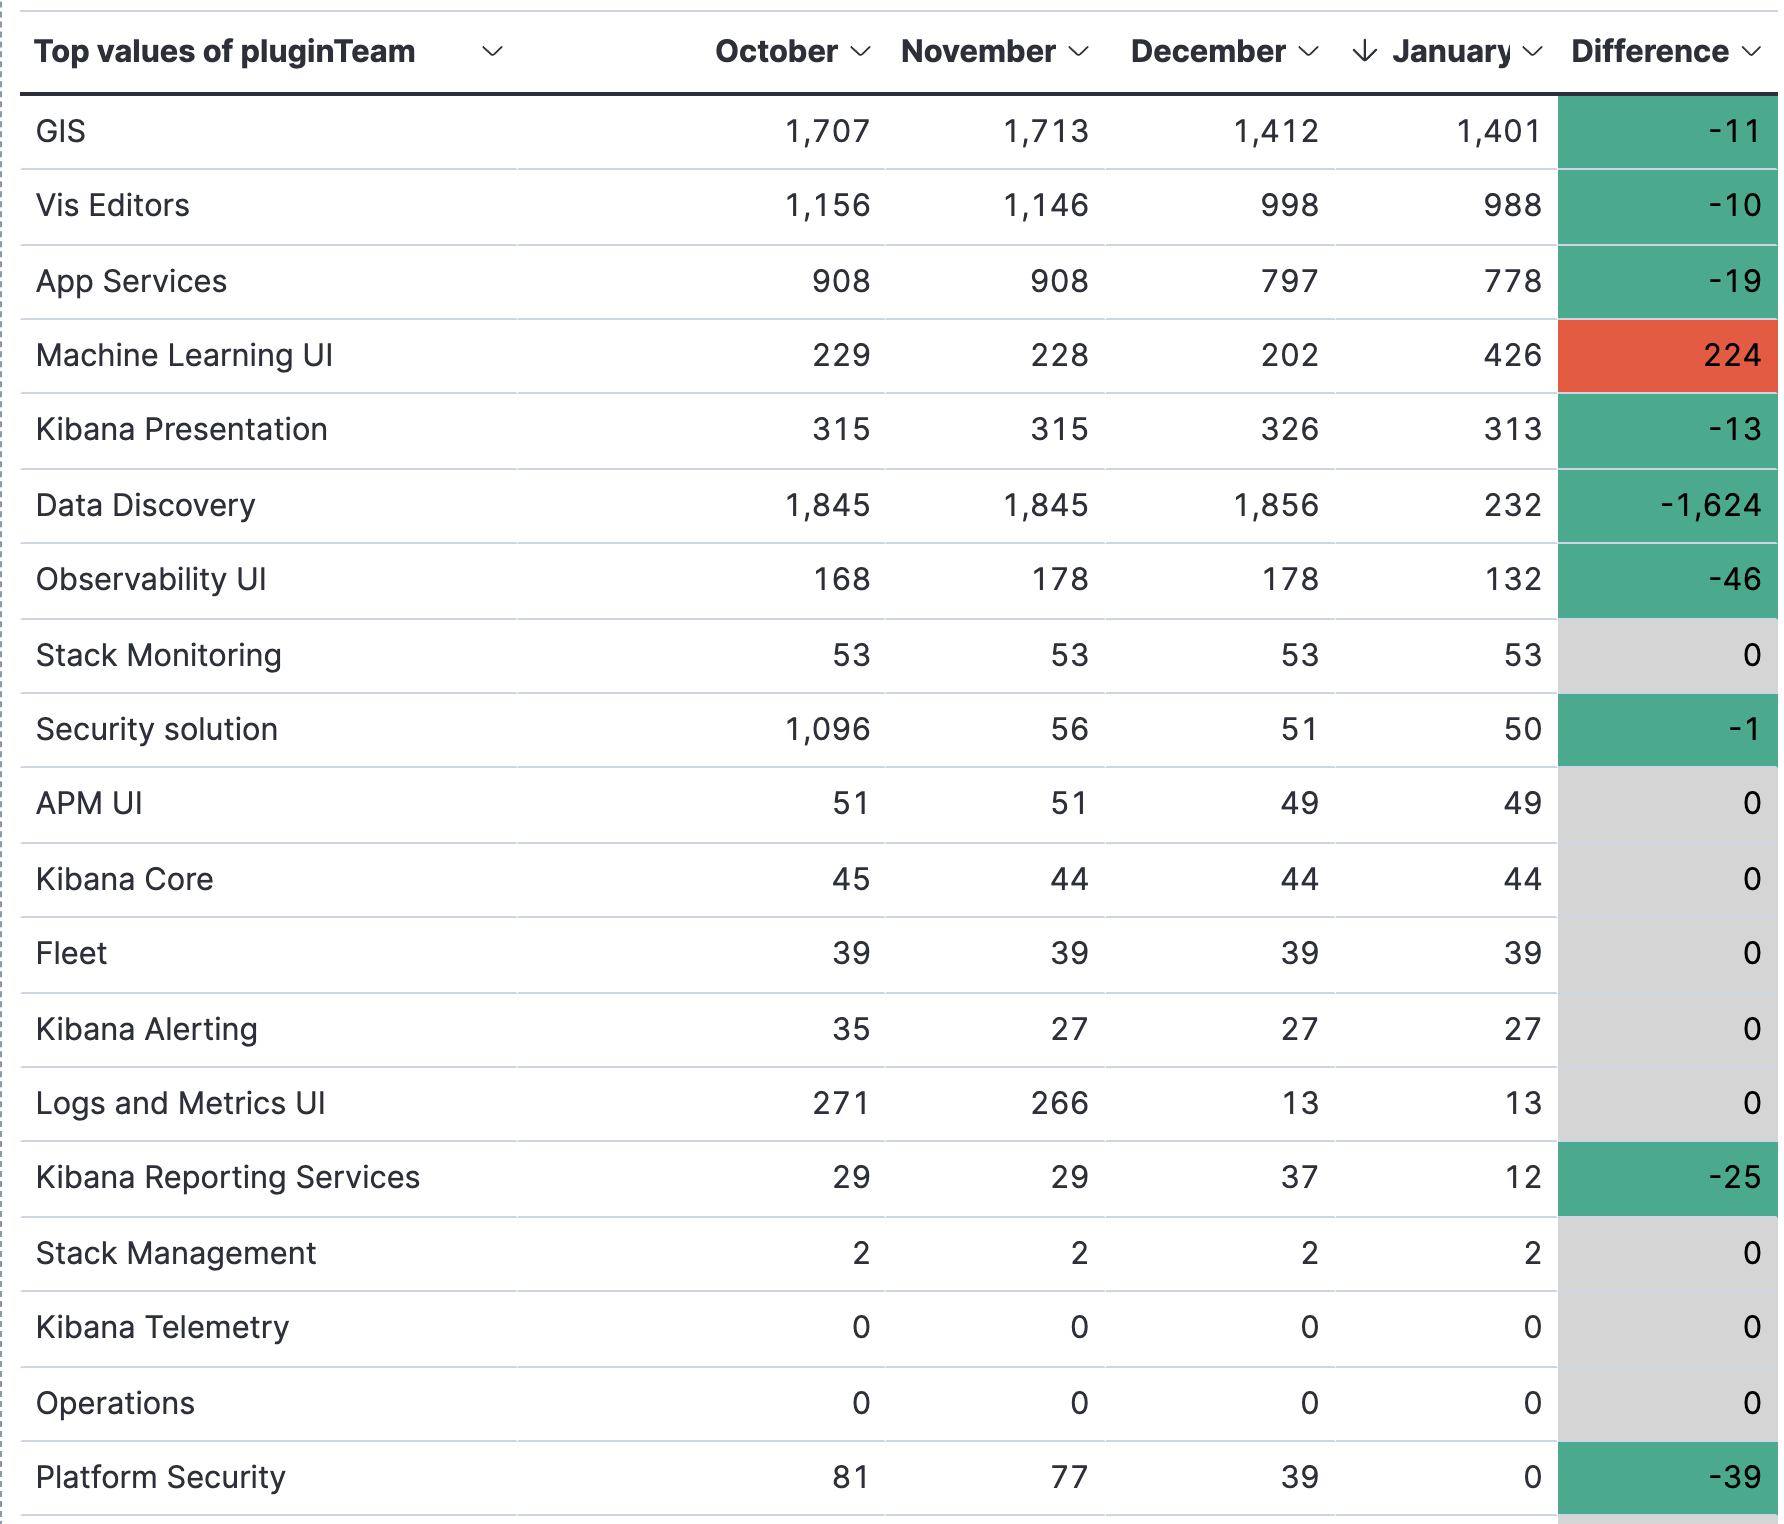 Top values of pluginTeam October November December January Difference
GIS 1,707 1,713 1,412 1,401 -11
Vis Editors 1,156 1,146 998 988 -10
App Services 908 908 797 778 -19
Machine Learning UI 229 228 202 426 224
Kibana Presentation 315 315 326 313 -13
Data Discovery 1,845 1,845 1,856 232 -1,624
Observability UI 168 178 178 132 -46
Stack Monitoring 53 53 53 53 0
Security solution 1,096 56 51 50 -1
APM UI 51 51 49 49 0
Kibana Core 45 44 44 44 0
Fleet 39 39 39 39 0
Kibana Alerting 35 27 27 27 0
Logs and Metrics UI 271 266 13 13 0
Kibana Reporting Services 29 29 37 12 -25
Stack Management 2 2 2 2 0
Kibana Telemetry 0 0 0 0 0
Operations 0 0 0 0 0
Platform Security 81 77 39 0 -39